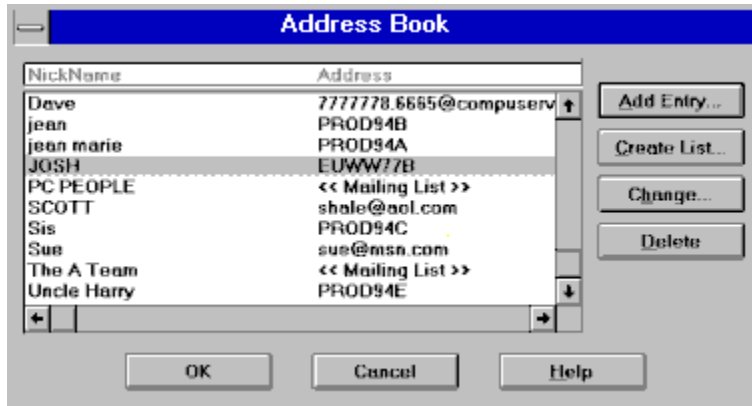 Address Book
NickName Address
Dave 7777778.6665@compuserv
jean PROD94B
jean marie PROD94A
JOSH EUWW77B
PC PEOPLE << Mailing List >>
SCOTT shale@aol.com
Sis PROD94C
Sue sue@msn.com
The A Team << Mailing List >>
Uncle Harry PROD94E
Add Entry...
Create List...
Change...
Delete
OK Cancel Help